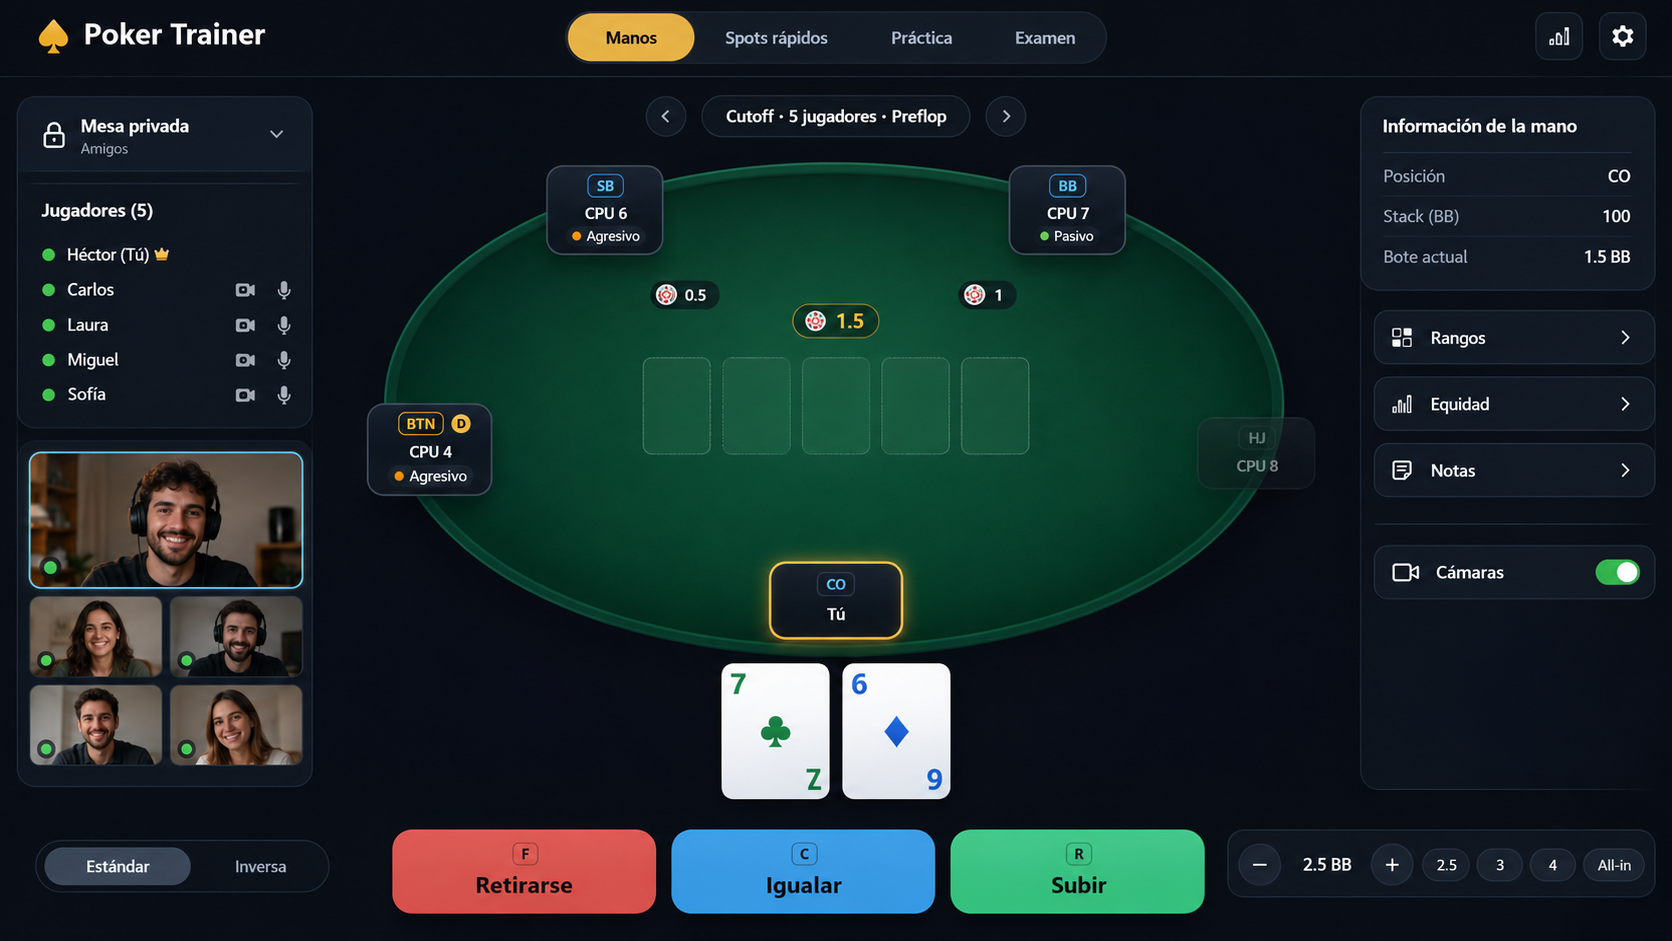 Poker Trainer
Manos
Spots rápidos
Práctica
Examen
Mesa privada
Amigos
Jugadores (5)
Héctor (Tú)
Carlos
Laura
Miguel
Sofía
Estándar
Inversa
Cutoff · 5 jugadores · Preflop
SB
CPU 6
Agresivo
BB
CPU 7
Pasivo
0.5
1
1.5
BTN D
CPU 4
Agresivo
HJ
CPU 8
CO
Tú
7
7
6
6
F
Retirarse
C
Igualar
R
Subir
Información de la mano
Posición CO
Stack (BB) 100
Bote actual 1.5 BB
Rangos
Equidad
Notas
Cámaras
− 2.5 BB + 2.5 3 4 All-in